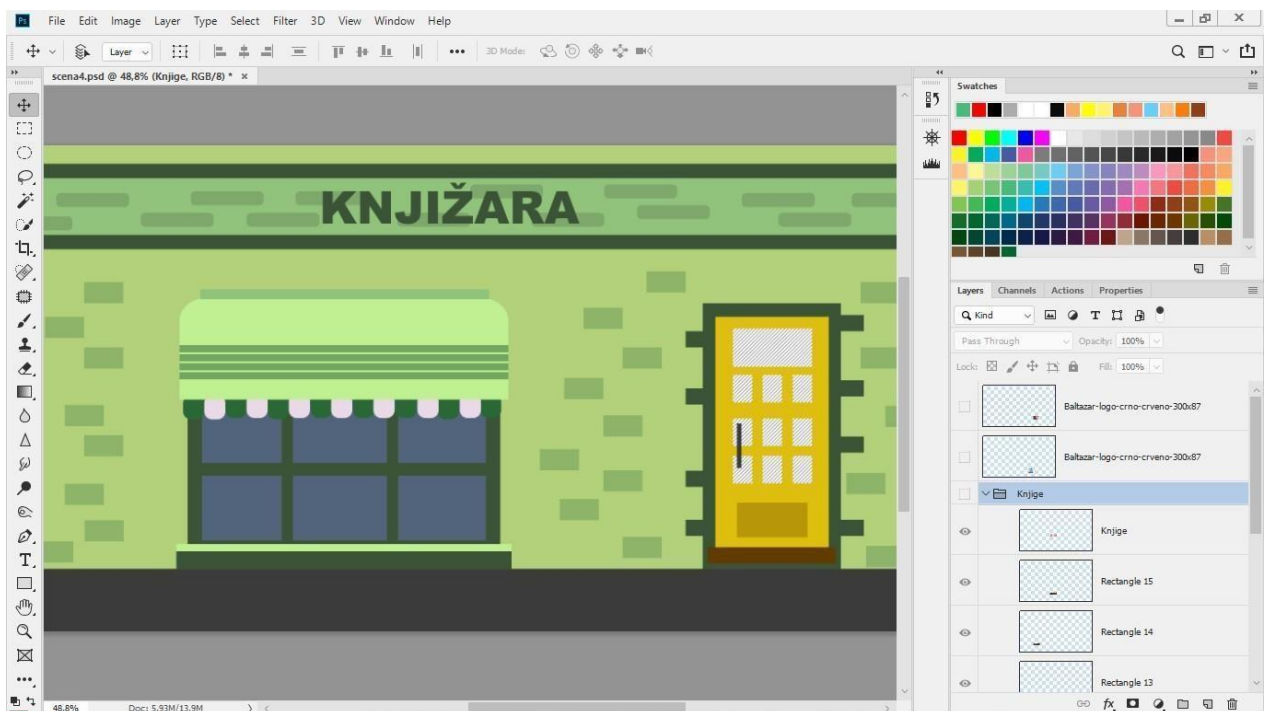 Ps File Edit Image Layer Type Select Filter 3D View Window Help
Layer 3D Mode:
scena4.psd @ 48,8% (Knjige, RGB/8) * ×
KNJIŽARA
Swatches
Layers Channels Actions Properties
Kind
Pass Through Opacity: 100%
Lock: Fill: 100%
Baltazar-logo-crno-crveno-300x87
Baltazar-logo-crno-crveno-300x87
Knjige
Knjige
Rectangle 15
Rectangle 14
Rectangle 13
48,8% Doc: 5,93M/13,9M